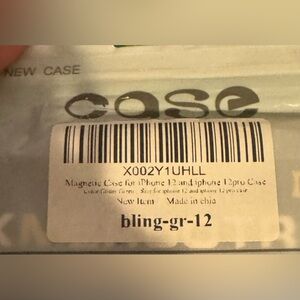 NEW CASE
case
X002Y1UHLL
Magnetic Case for iPhone 12 and iphone 12pro Case
New Item Made in chia
bling-gr-12